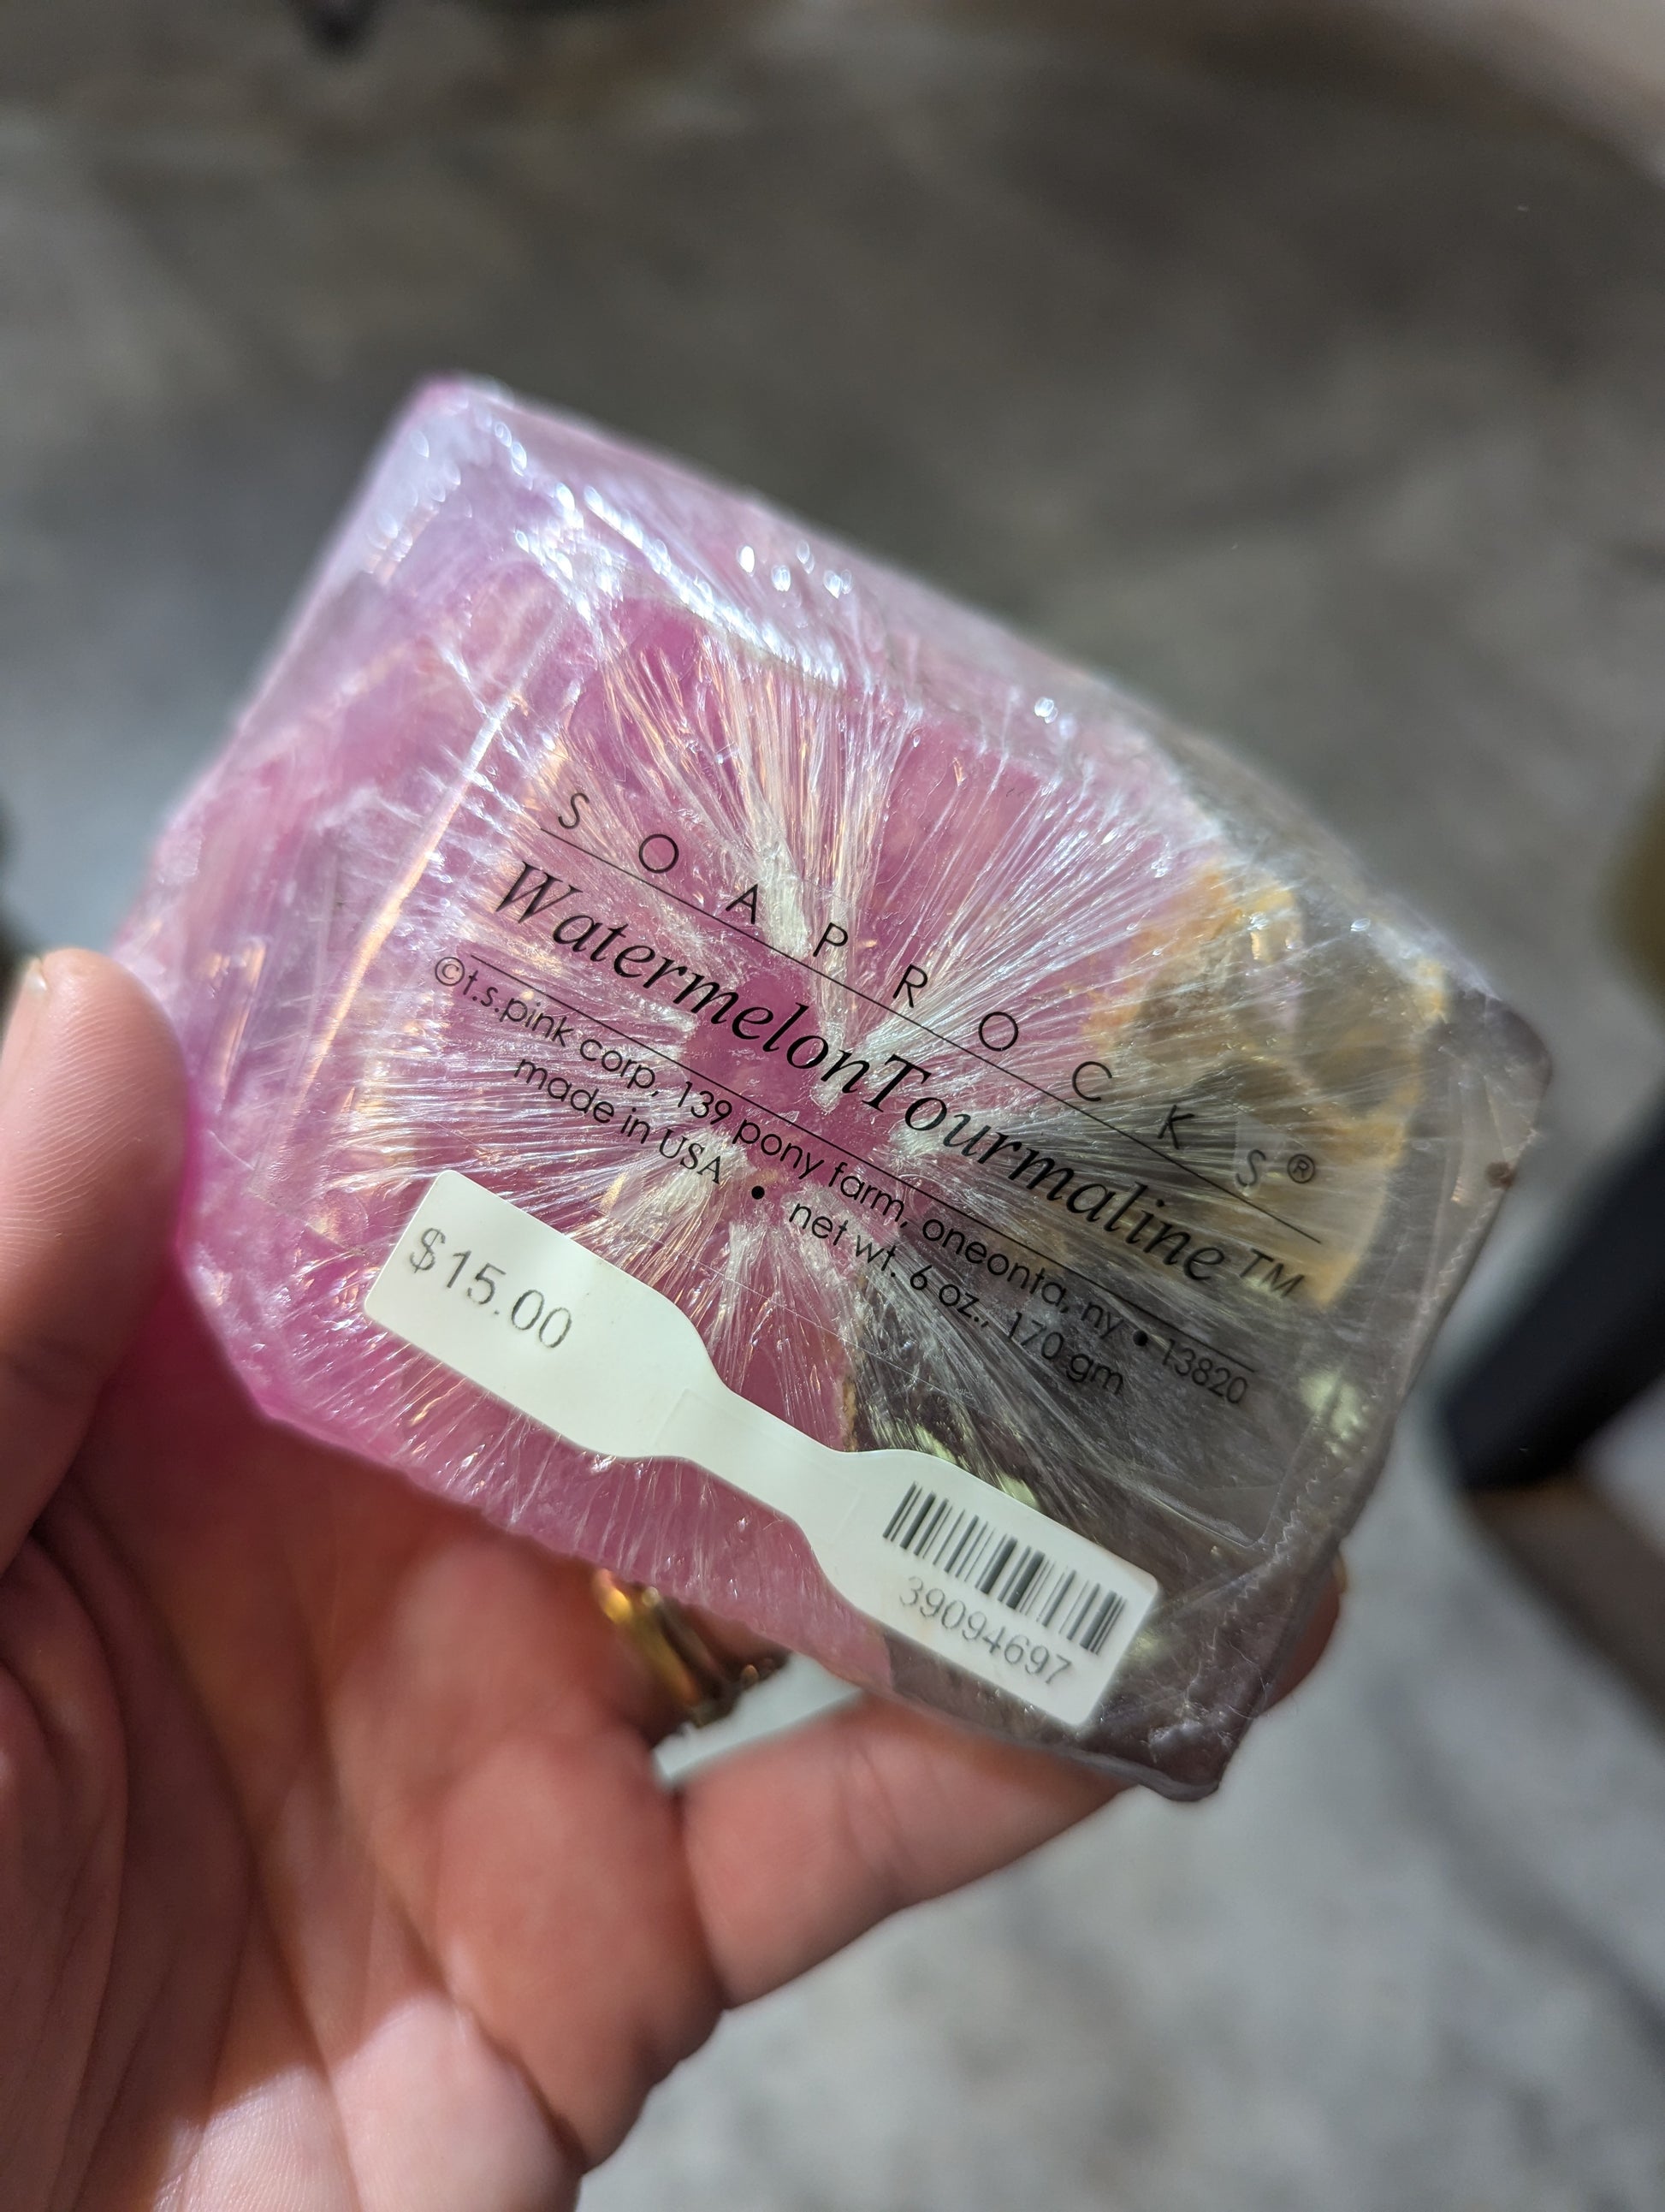 SOAPROCKS®
WatermelonTourmaline™
©t.s.pink corp, 139 pony farm, oneonta, ny • 13820
made in USA • net wt. 6 oz., 170 gm
$15.00
39094697